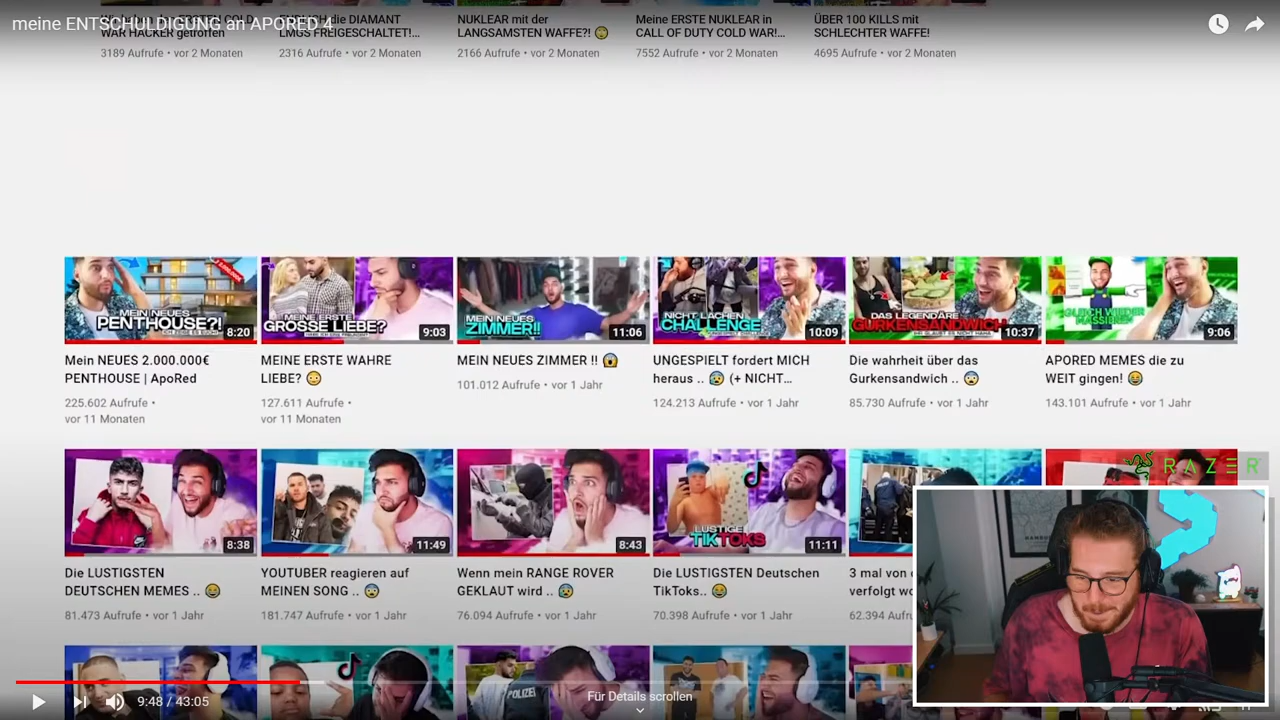 meine ENTSCHULDIGUNG an APORED 4
WAR HACKER getroffen
LMGS FREIGESCHALTET!...
NUKLEAR mit der
LANGSAMSTEN WAFFE?!
Meine ERSTE NUKLEAR in
CALL OF DUTY COLD WAR!...
ÜBER 100 KILLS mit
SCHLECHTER WAFFE!
3189 Aufrufe • vor 2 Monaten
2316 Aufrufe • vor 2 Monaten
2166 Aufrufe • vor 2 Monaten
7552 Aufrufe • vor 2 Monaten
4695 Aufrufe • vor 2 Monaten
MEIN NEUES
PENTHOUSE?!
8:20
MEINE ERSTE
GRÖSSE LIEBE?
9:03
MEIN NEUES
ZIMMER!!
11:06
NICHT LACHEN
CHALLENGE
10:09
DAS LEGENDÄRE
GURKENSANDWICH
10:37
GLEICH WIEDER
MASSIEREN
9:06
Mein NEUES 2.000.000€
PENTHOUSE | ApoRed
225.602 Aufrufe •
vor 11 Monaten
MEINE ERSTE WAHRE
LIEBE? 😳
127.611 Aufrufe •
vor 11 Monaten
MEIN NEUES ZIMMER !! 😱
101.012 Aufrufe • vor 1 Jahr
UNGESPIELT fordert MICH
heraus .. 😰 (+ NICHT...
124.213 Aufrufe • vor 1 Jahr
Die wahrheit über das
Gurkensandwich .. 😨
85.730 Aufrufe • vor 1 Jahr
APORED MEMES die zu
WEIT gingen! 😂
143.101 Aufrufe • vor 1 Jahr
8:38
11:49
8:43
LUSTIGE
TIKTOKS
11:11
RAZER
Die LUSTIGSTEN
DEUTSCHEN MEMES .. 😂
81.473 Aufrufe • vor 1 Jahr
YOUTUBER reagieren auf
MEINEN SONG .. 😨
181.747 Aufrufe • vor 1 Jahr
Wenn mein RANGE ROVER
GEKLAUT wird .. 😰
76.094 Aufrufe • vor 1 Jahr
Die LUSTIGSTEN Deutschen
TikToks.. 😂
70.398 Aufrufe • vor 1 Jahr
3 mal von
verfolgt
62.394
POLIZEI
Für Details scrollen
9:48 / 43:05